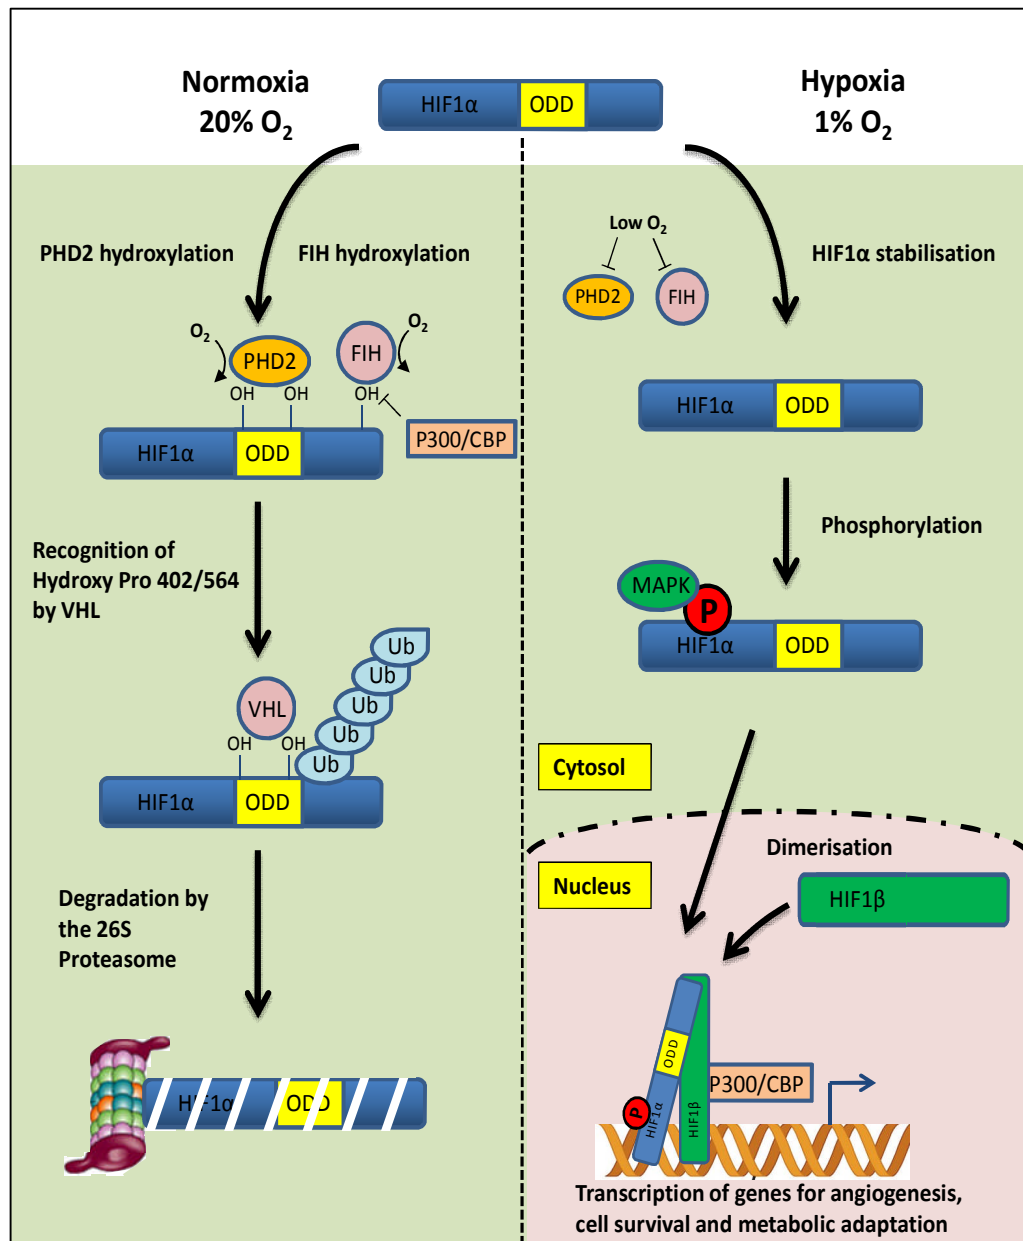 Normoxia
20% O₂
HIF1α
ODD
Hypoxia
1% O₂
PHD2 hydroxylation
FIH hydroxylation
O₂
PHD2
FIH
O₂
OH
OH
OH
P300/CBP
HIF1α
ODD
Recognition of
Hydroxy Pro 402/564
by VHL
VHL
OH
OH
Ub
Ub
Ub
Ub
Ub
HIF1α
ODD
Degradation by
the 26S
Proteasome
HIF1α
ODD
Low O₂
PHD2
FIH
HIF1α stabilisation
HIF1α
ODD
Phosphorylation
MAPK
P
HIF1α
ODD
Cytosol
Nucleus
Dimerisation
HIF1β
ODD
HIF1α
P
HIF1β
P300/CBP
Transcription of genes for angiogenesis,
cell survival and metabolic adaptation